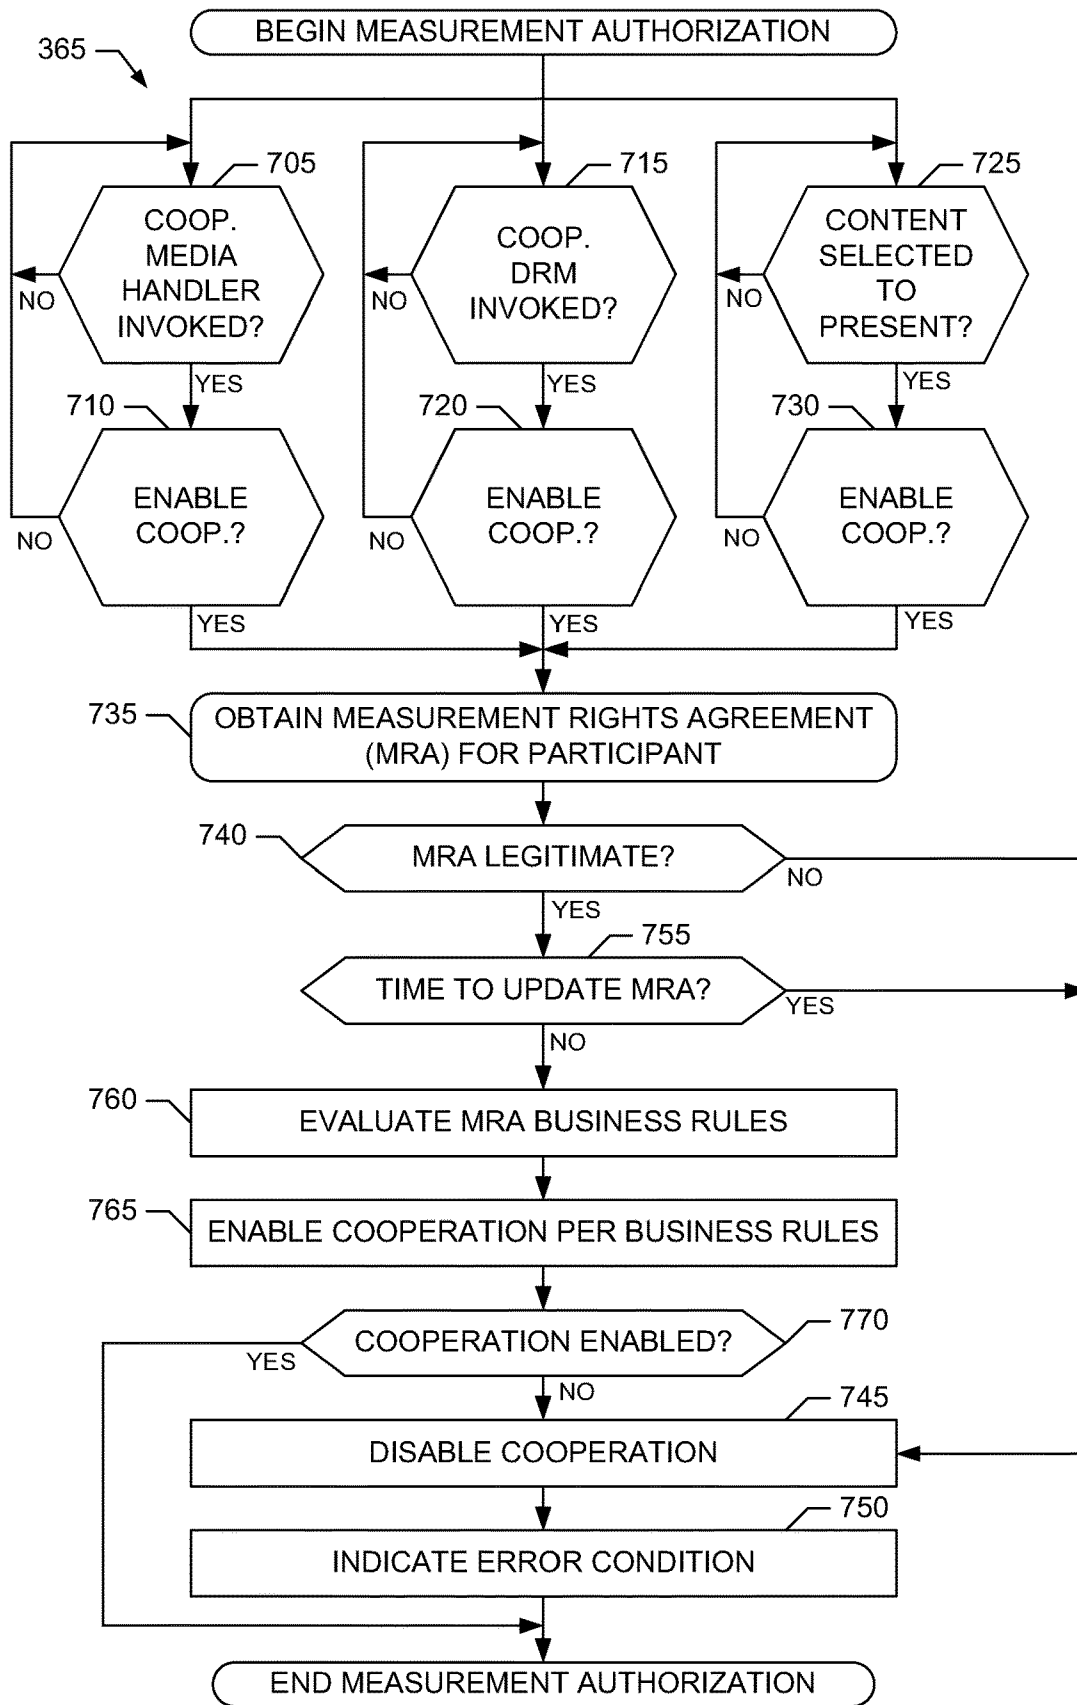 BEGIN MEASUREMENT AUTHORIZATION
365
705
COOP.
MEDIA
HANDLER
INVOKED?
NO
YES
715
COOP.
DRM
INVOKED?
NO
YES
725
CONTENT
SELECTED
TO
PRESENT?
NO
YES
710
ENABLE
COOP.?
NO
YES
720
ENABLE
COOP.?
NO
YES
730
ENABLE
COOP.?
NO
YES
735
OBTAIN MEASUREMENT RIGHTS AGREEMENT
(MRA) FOR PARTICIPANT
740
MRA LEGITIMATE?
NO
YES
755
TIME TO UPDATE MRA?
YES
NO
760
EVALUATE MRA BUSINESS RULES
765
ENABLE COOPERATION PER BUSINESS RULES
770
COOPERATION ENABLED?
YES
NO
745
DISABLE COOPERATION
750
INDICATE ERROR CONDITION
END MEASUREMENT AUTHORIZATION